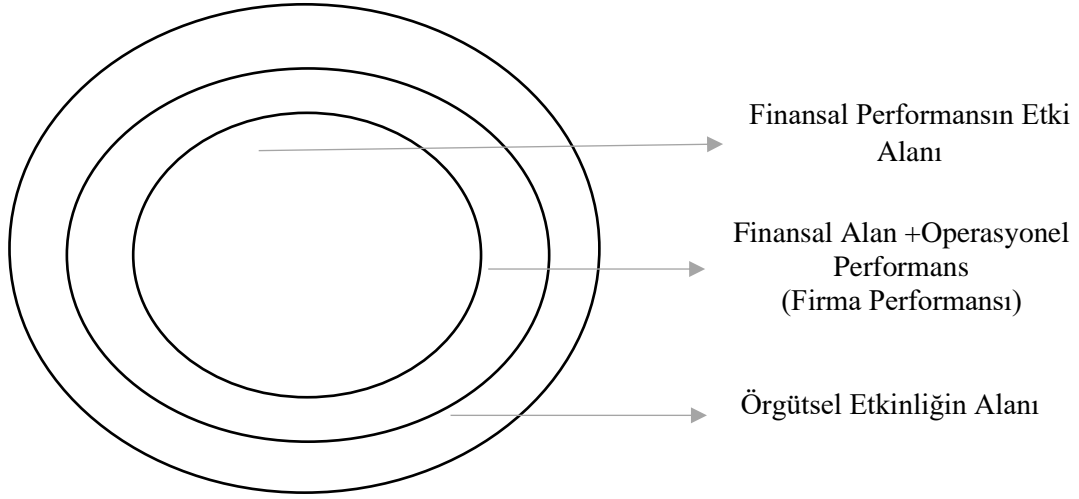 Finansal Performansın Etki
Alanı
Finansal Alan +Operasyonel
Performans
(Firma Performansı)
Örgütsel Etkinliğin Alanı